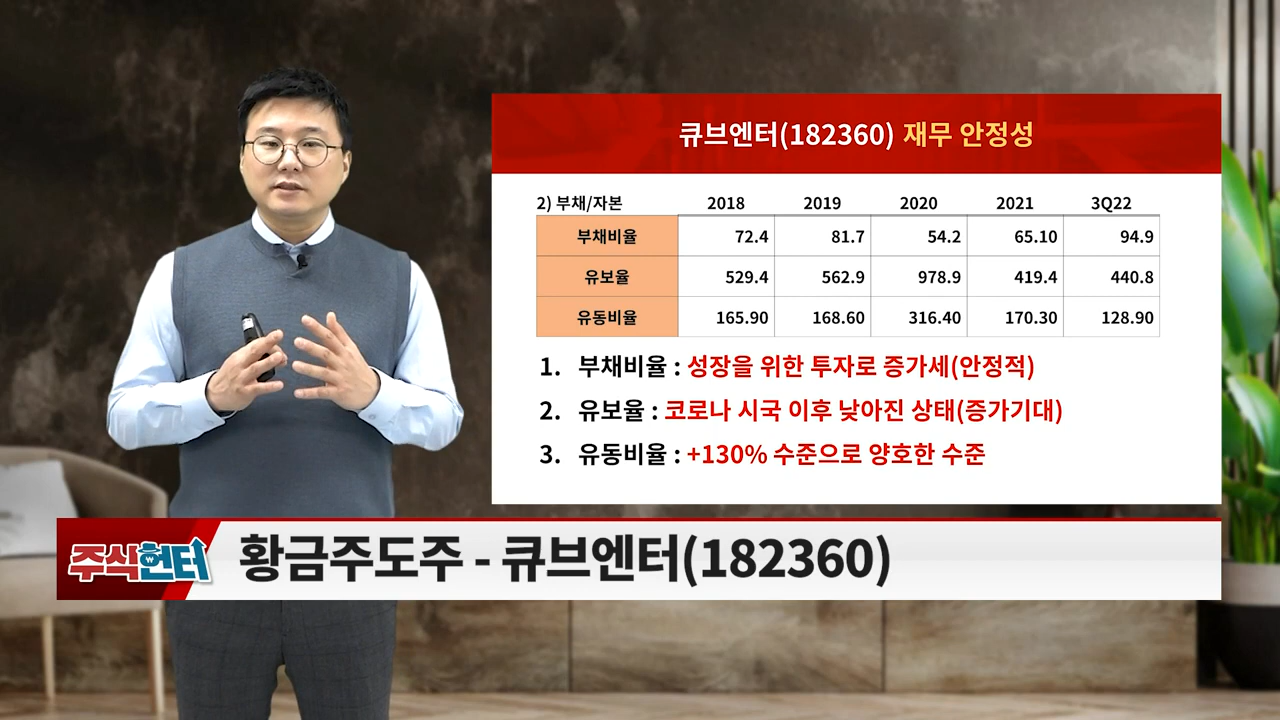 큐브엔터(182360) 재무 안정성
2) 부채/자본 2018 2019 2020 2021 3Q22
부채비율 72.4 81.7 54.2 65.10 94.9
유보율 529.4 562.9 978.9 419.4 440.8
유동비율 165.90 168.60 316.40 170.30 128.90
1. 부채비율 : 성장을 위한 투자로 증가세(안정적)
2. 유보율 : 코로나 시국 이후 낮아진 상태(증가기대)
3. 유동비율 : +130% 수준으로 양호한 수준
주식헌터 황금주도주 - 큐브엔터(182360)